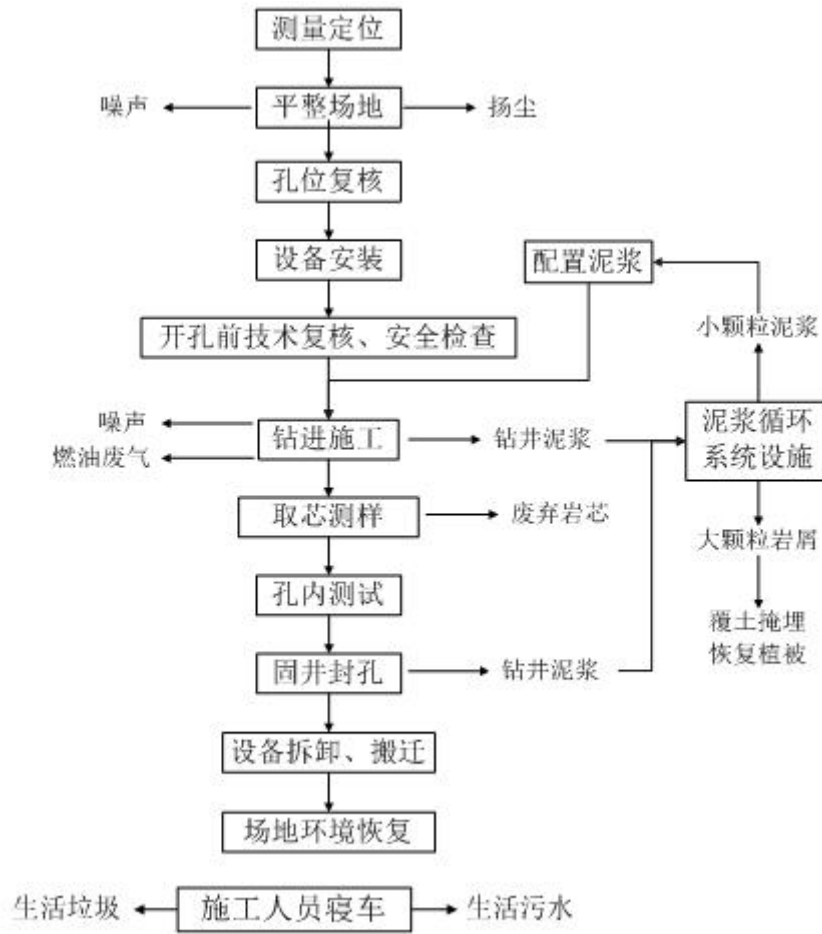 测量定位
噪声
平整场地
扬尘
孔位复核
设备安装
配置泥浆
开孔前技术复核、安全检查
小颗粒泥浆
噪声
燃油废气
钻进施工
钻井泥浆
泥浆循环
系统设施
取芯测样
废弃岩芯
大颗粒岩屑
孔内测试
覆土掩埋
恢复植被
固井封孔
钻井泥浆
设备拆卸、搬迁
场地环境恢复
生活垃圾
施工人员寝车
生活污水